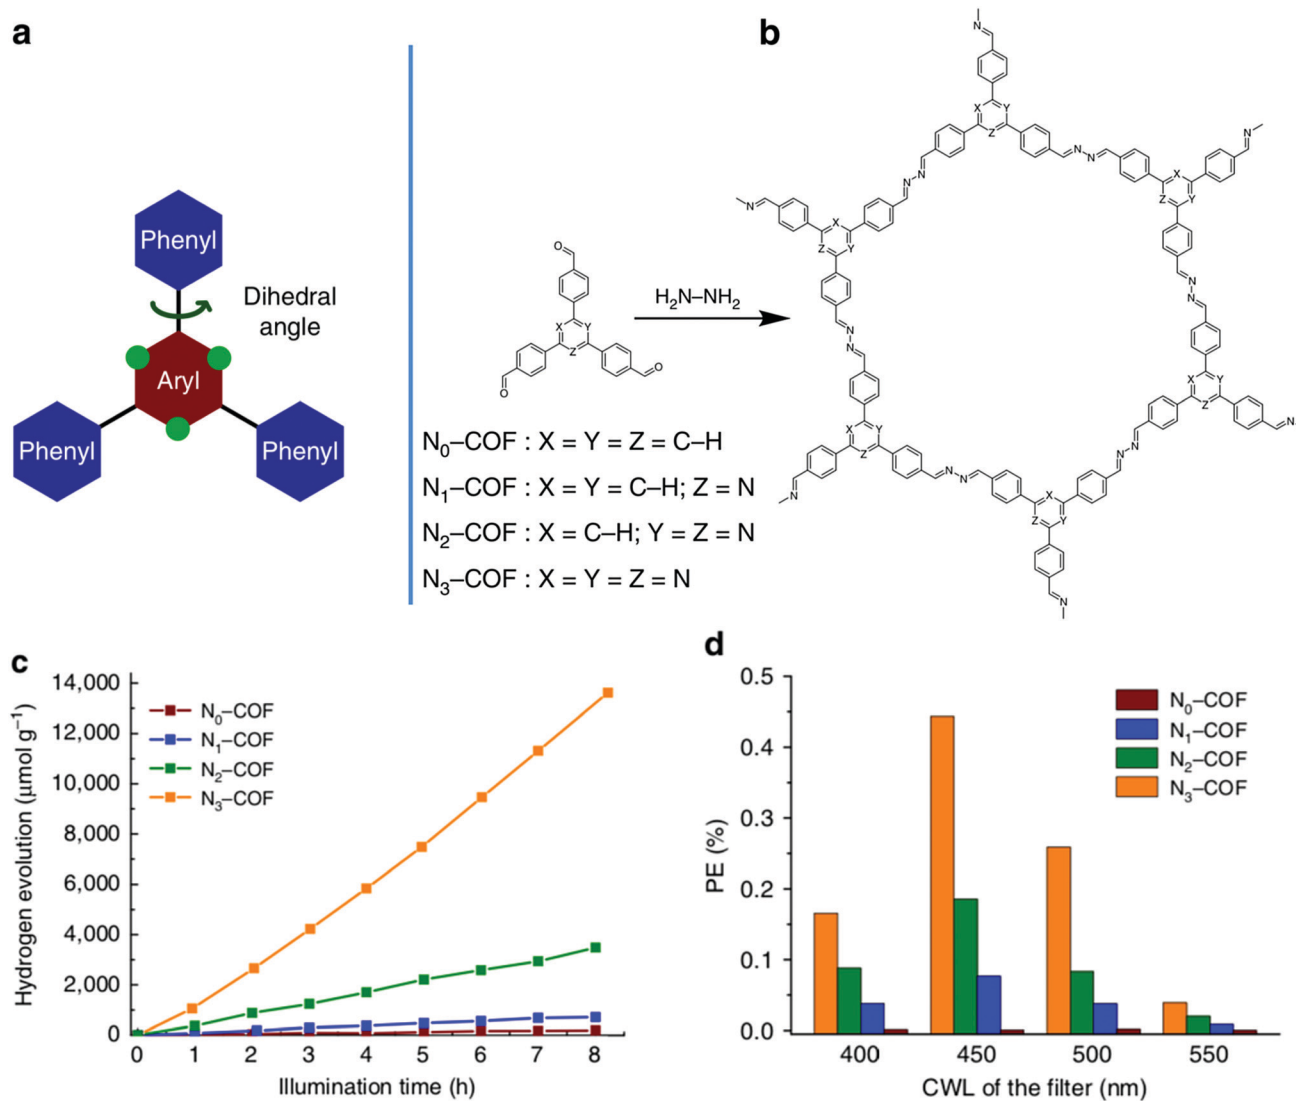 a
Phenyl
Dihedral
angle
Aryl
Phenyl
Phenyl
b
H₂N–NH₂
O
X
Y
Z
O
O
N₀–COF : X = Y = Z = C–H
N₁–COF : X = Y = C–H; Z = N
N₂–COF : X = C–H; Y = Z = N
N₃–COF : X = Y = Z = N
N
X
Y
Z
N
N
N
N
N
X
Z
Y
N
N
X
Z
Y
N
N
N
N
X
Y
Z
N
X
Y
Z
N
N
N
N
N
X
Z
Y
N
c
Hydrogen evolution (µmol g⁻¹)
14,000
12,000
10,000
8,000
6,000
4,000
2,000
0
N₀–COF
N₁–COF
N₂–COF
N₃–COF
0 1 2 3 4 5 6 7 8
Illumination time (h)
d
PE (%)
0.5
0.4
0.3
0.2
0.1
0.0
N₀–COF
N₁–COF
N₂–COF
N₃–COF
400 450 500 550
CWL of the filter (nm)